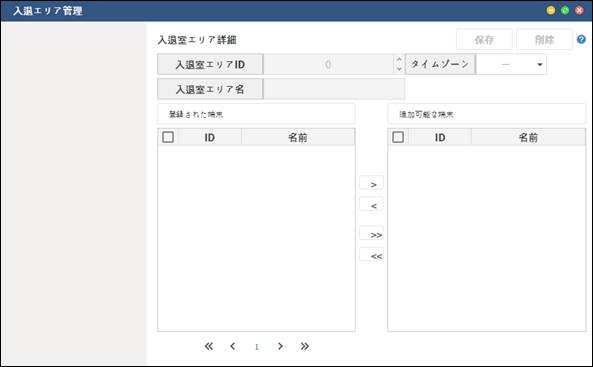 入退エリア管理
入退室エリア詳細
保存
削除
?
入退室エリアID
0
タイムゾーン
---
入退室エリア名
登録された端末
追加可能な端末
ID 名前
ID 名前
>
<
>>
<<
1